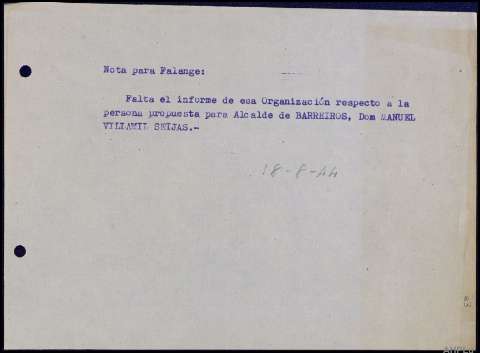 Nota para Falange:
Falta el informe de esa Organización respecto a la
persona propuesta para Alcalde de BARREIROS, Don MANUEL
VILLAMIL SEIJAS.-
18-8-44